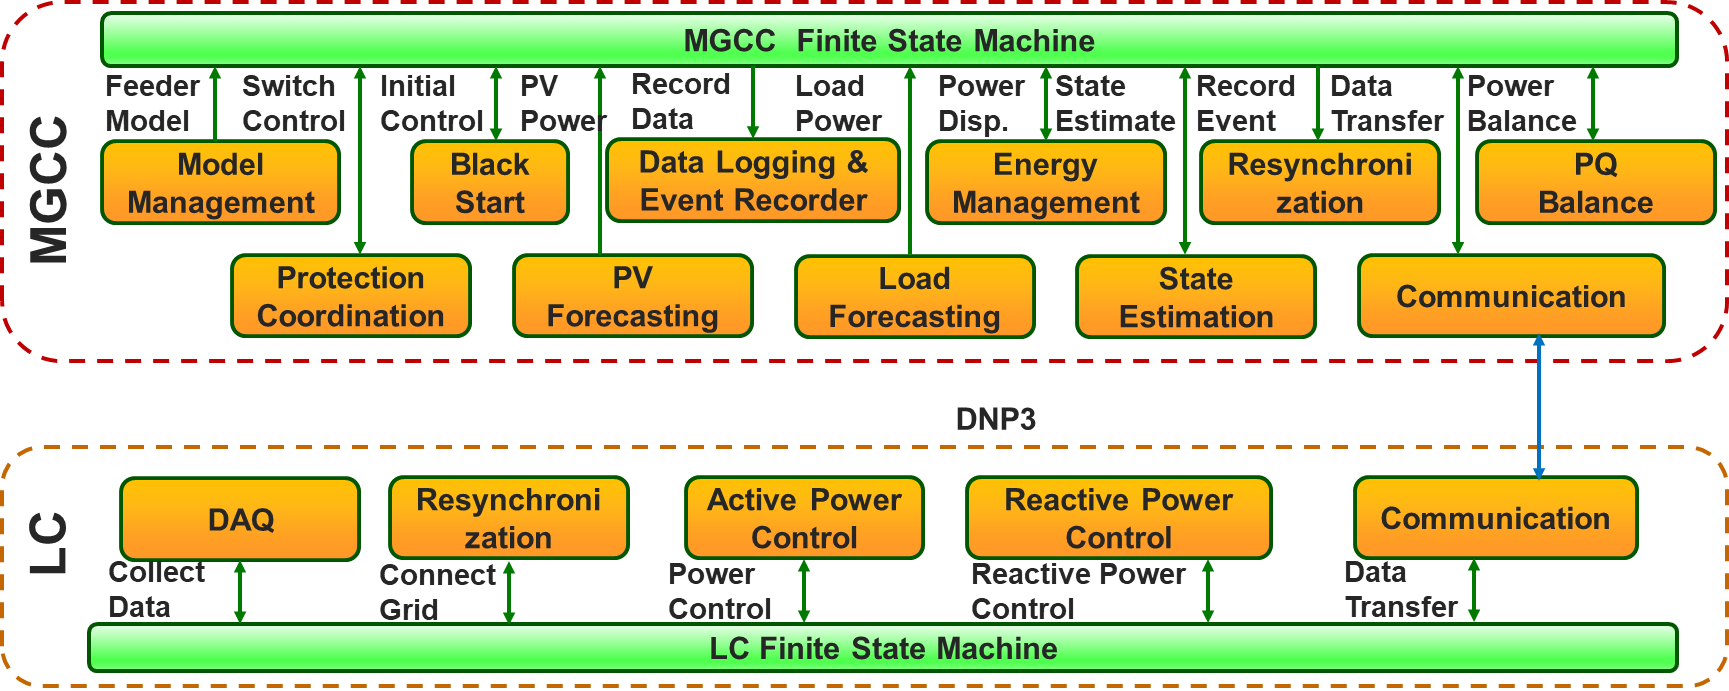 MGCC
MGCC Finite State Machine
Feeder
Model
Switch
Control
Initial
Control
PV
Power
Record
Data
Load
Power
Power
Disp.
State
Estimate
Record
Event
Data
Transfer
Power
Balance
Model
Management
Black
Start
Data Logging &
Event Recorder
Energy
Management
Resynchroni
zation
PQ
Balance
Protection
Coordination
PV
Forecasting
Load
Forecasting
State
Estimation
Communication
DNP3
LC
DAQ
Resynchroni
zation
Active Power
Control
Reactive Power
Control
Communication
Collect
Data
Connect
Grid
Power
Control
Reactive Power
Control
Data
Transfer
LC Finite State Machine